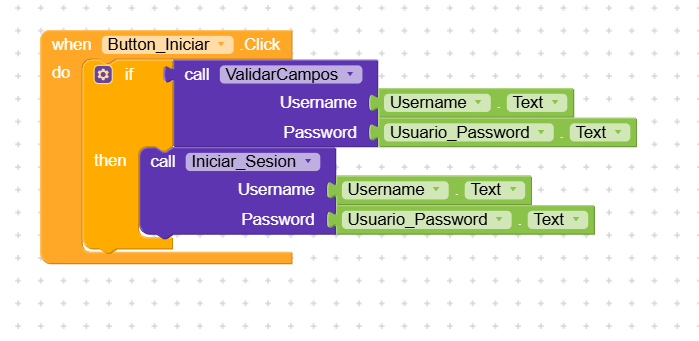 when Button_Iniciar .Click
do if call ValidarCampos
Username Username . Text
Password Usuario_Password . Text
then call Iniciar_Sesion
Username Username . Text
Password Usuario_Password . Text